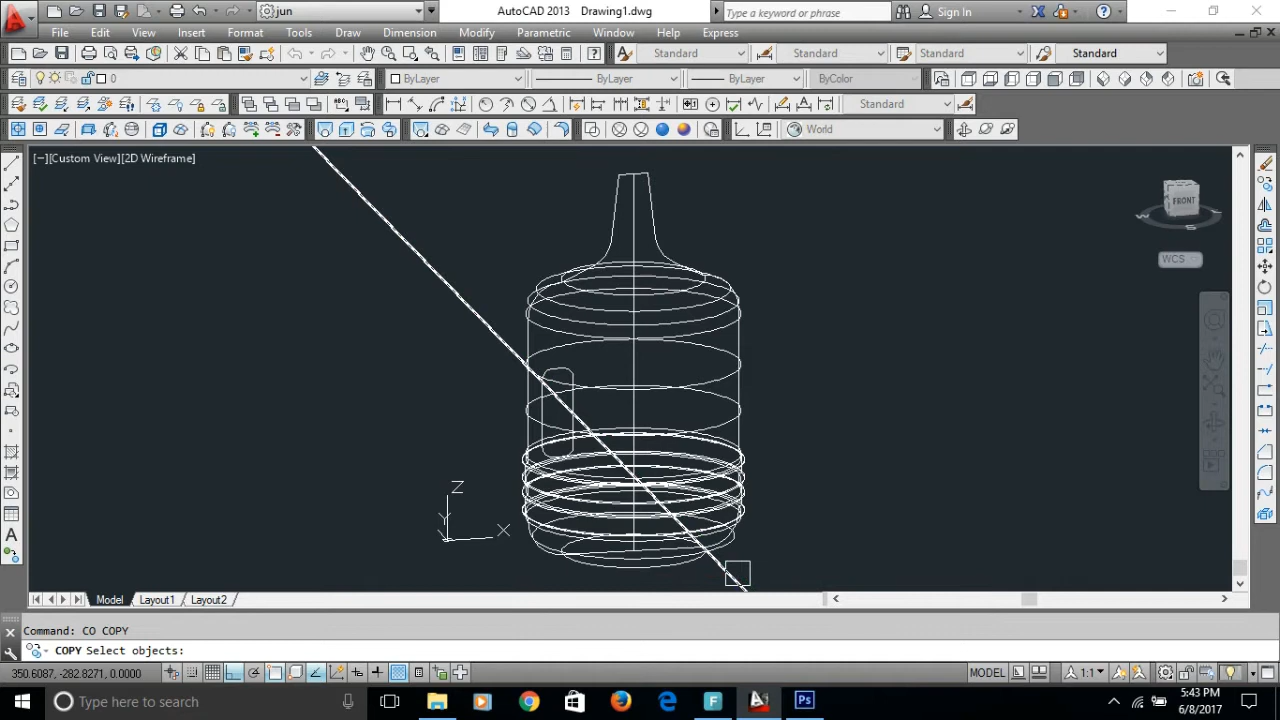 jun
AutoCAD 2013 Drawing1.dwg
Type a keyword or phrase
Sign In
File Edit View Insert Format Tools Draw Dimension Modify Parametric Window Help Express
Standard Standard Standard Standard
0 ByLayer ByLayer ByLayer ByColor
Standard
World
[−][Custom View][2D Wireframe]
FRONT
W S
WCS
Z
Y
X
Model Layout1 Layout2
Command: CO COPY
COPY Select objects:
350.6087, -282.8271, 0.0000
MODEL
1:1
Type here to search
F
Ps
5:43 PM
6/8/2017